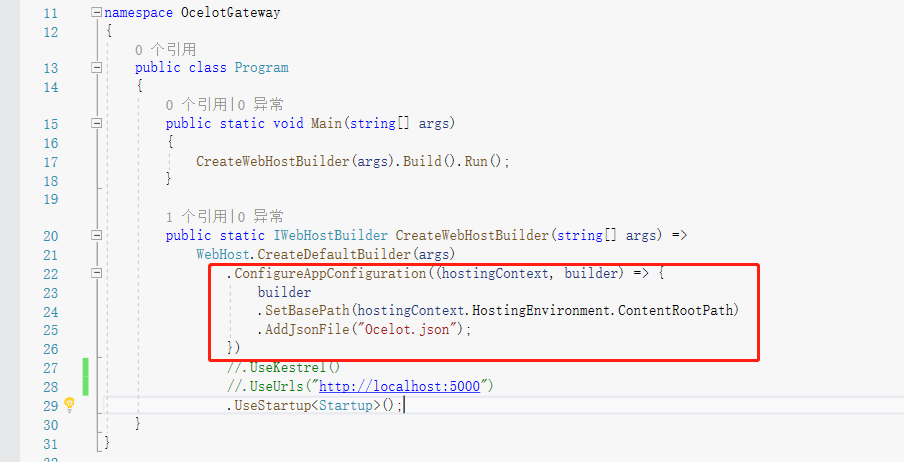 11 namespace OcelotGateway
12 {
0 个引用
13 public class Program
14 {
0 个引用|0 异常
15 public static void Main(string[] args)
16 {
17 CreateWebHostBuilder(args).Build().Run();
18 }
19
1 个引用|0 异常
20 public static IWebHostBuilder CreateWebHostBuilder(string[] args) =>
21 WebHost.CreateDefaultBuilder(args)
22 .ConfigureAppConfiguration((hostingContext, builder) => {
23 builder
24 .SetBasePath(hostingContext.HostingEnvironment.ContentRootPath)
25 .AddJsonFile("Ocelot.json");
26 })
27 //.UseKestrel()
28 //.UseUrls("http://localhost:5000")
29 .UseStartup<Startup>();
30 }
31 }
32